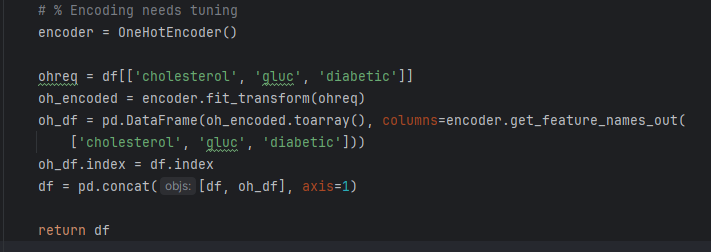 # % Encoding needs tuning
encoder = OneHotEncoder()
ohreq = df[['cholesterol', 'gluc', 'diabetic']]
oh_encoded = encoder.fit_transform(ohreq)
oh_df = pd.DataFrame(oh_encoded.toarray(), columns=encoder.get_feature_names_out(
['cholesterol', 'gluc', 'diabetic']))
oh_df.index = df.index
df = pd.concat( objs: [df, oh_df], axis=1)
return df